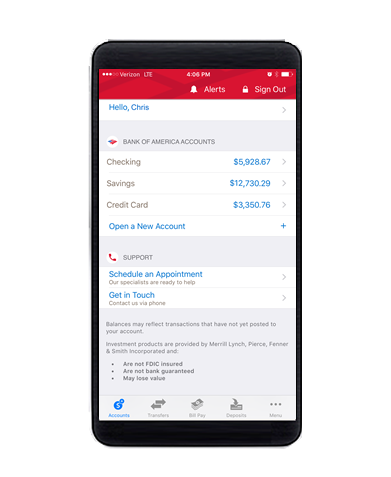 Verizon LTE 4:06 PM
Alerts Sign Out
Hello, Chris
BANK OF AMERICA ACCOUNTS
Checking $5,928.67
Savings $12,730.29
Credit Card $3,350.76
Open a New Account +
SUPPORT
Schedule an Appointment
Our specialists are ready to help
Get in Touch
Contact us via phone
Balances may reflect transactions that have not yet posted to
your account.
Investment products are provided by Merrill Lynch, Pierce, Fenner
& Smith Incorporated and:
• Are not FDIC insured
• Are not bank guaranteed
• May lose value
Accounts Transfers Bill Pay Deposits Menu